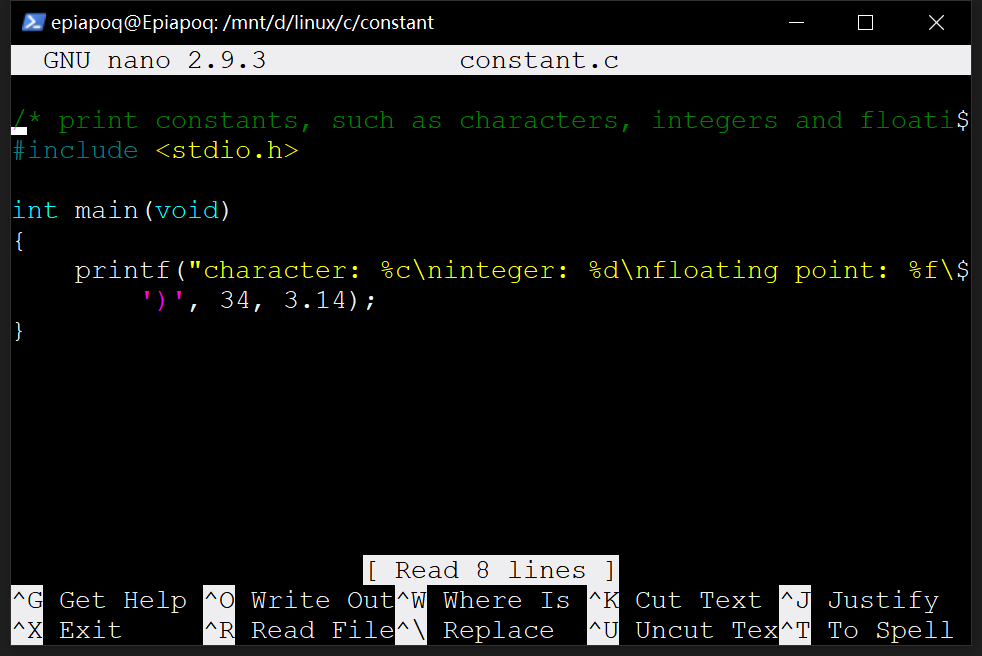 epiapoq@Epiapoq: /mnt/d/linux/c/constant
GNU nano 2.9.3 constant.c
/* print constants, such as characters, integers and floati$
#include <stdio.h>
int main(void)
{
    printf("character: %c\ninteger: %d\nfloating point: %f\$
        ')', 34, 3.14);
}
[ Read 8 lines ]
^G Get Help ^O Write Out ^W Where Is ^K Cut Text ^J Justify
^X Exit ^R Read File ^\ Replace ^U Uncut Tex ^T To Spell